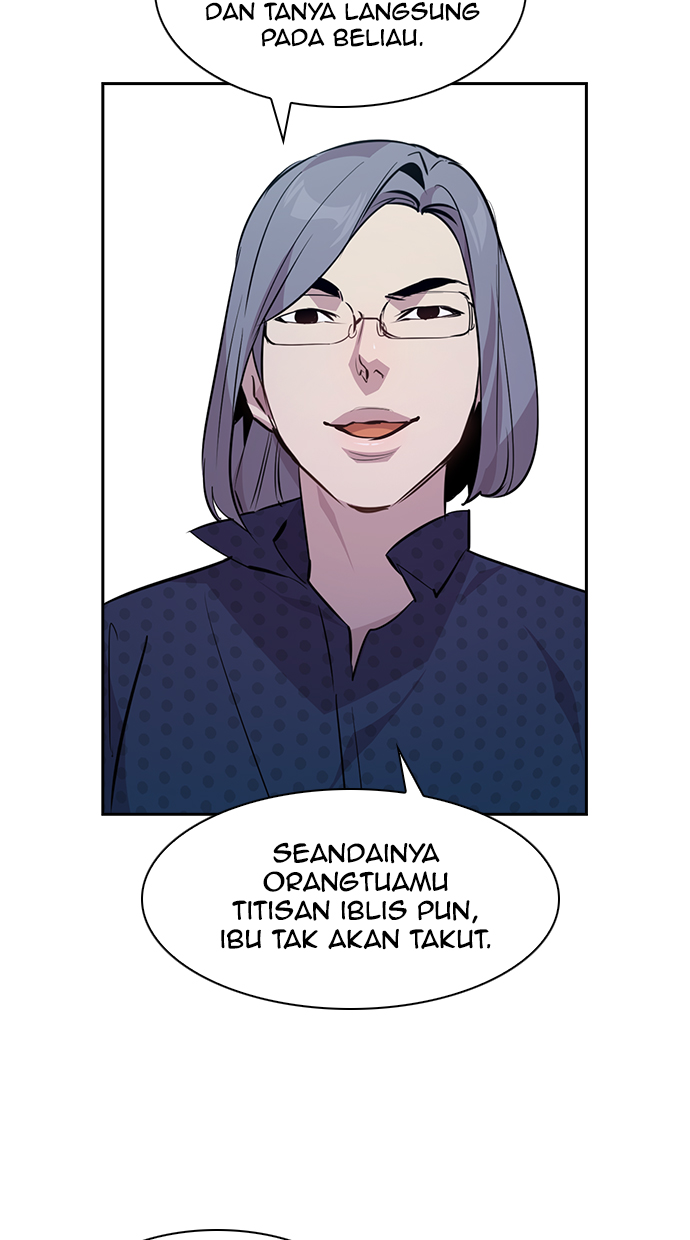 DAN TANYA LANGSUNG
PADA BELIAU.
SEANDAINYA
ORANGTUAMU
TITISAN IBLIS PUN,
IBU TAK AKAN TAKUT.